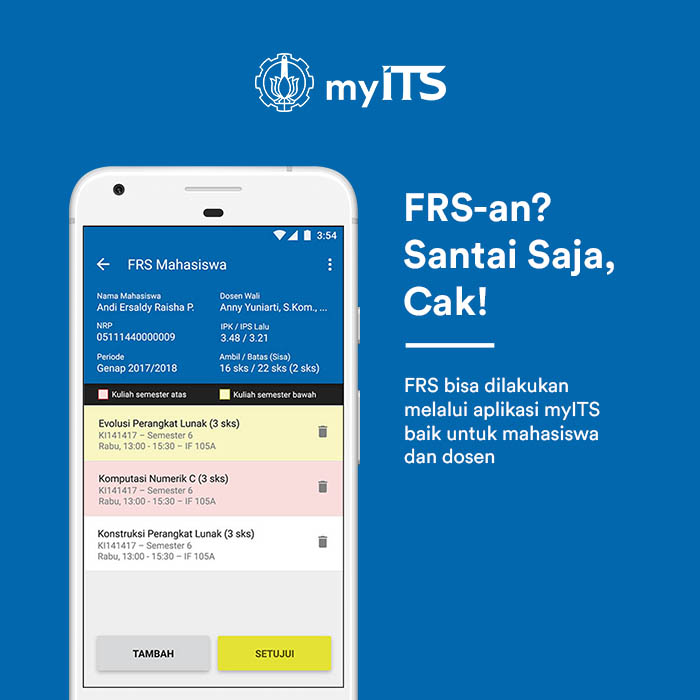 myITS
FRS-an?
Santai Saja,
Cak!
FRS bisa dilakukan
melalui aplikasi myITS
baik untuk mahasiswa
dan dosen
3:54
FRS Mahasiswa
Nama Mahasiswa
Andi Ersaldy Raisha P.
Dosen Wali
Anny Yuniarti, S.Kom., ...
NRP
05111440000009
IPK / IPS Lalu
3.48 / 3.21
Periode
Genap 2017/2018
Ambil / Batas (Sisa)
16 sks / 22 sks (2 sks)
Kuliah semester atas
Kuliah semester bawah
Evolusi Perangkat Lunak (3 sks)
KI141417 – Semester 6
Rabu, 13:00 - 15:30 – IF 105A
Komputasi Numerik C (3 sks)
KI141417 – Semester 6
Rabu, 13:00 - 15:30 – IF 105A
Konstruksi Perangkat Lunak (3 sks)
KI141417 – Semester 6
Rabu, 13:00 - 15:30 – IF 105A
TAMBAH
SETUJUI